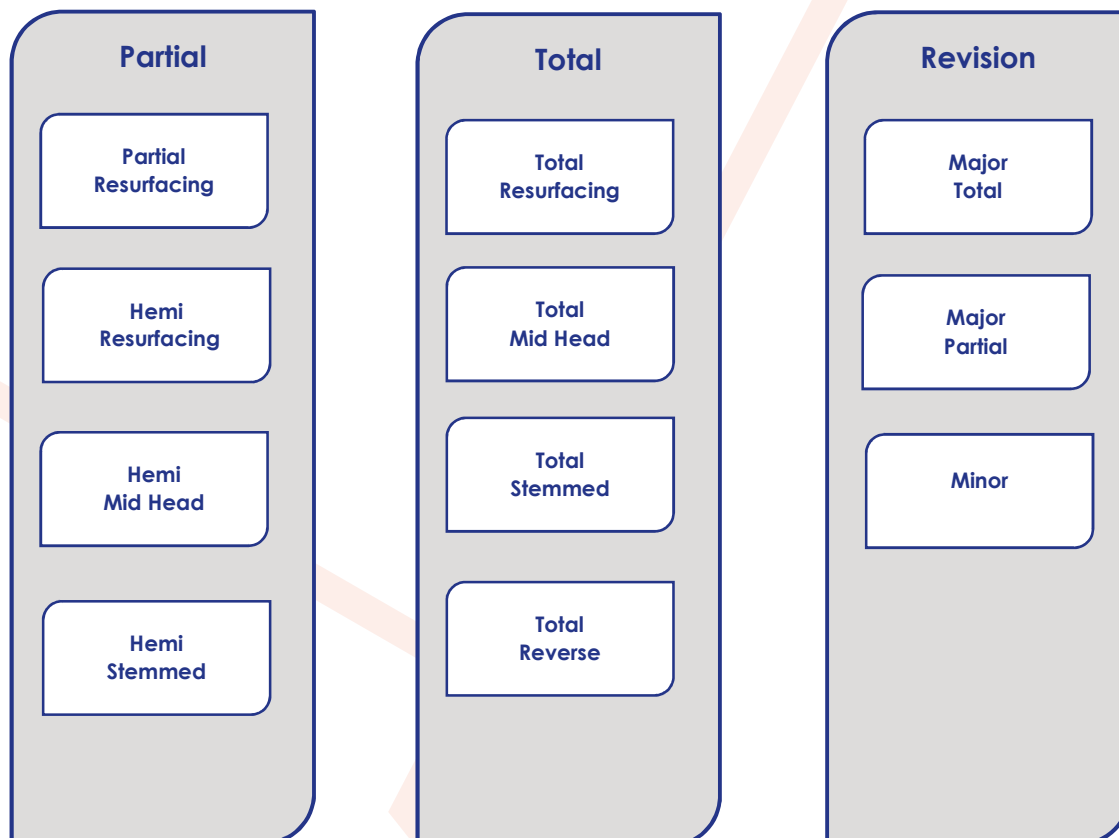 Partial
Partial
Resurfacing
Hemi
Resurfacing
Hemi
Mid Head
Hemi
Stemmed
Total
Total
Resurfacing
Total
Mid Head
Total
Stemmed
Total
Reverse
Revision
Major
Total
Major
Partial
Minor